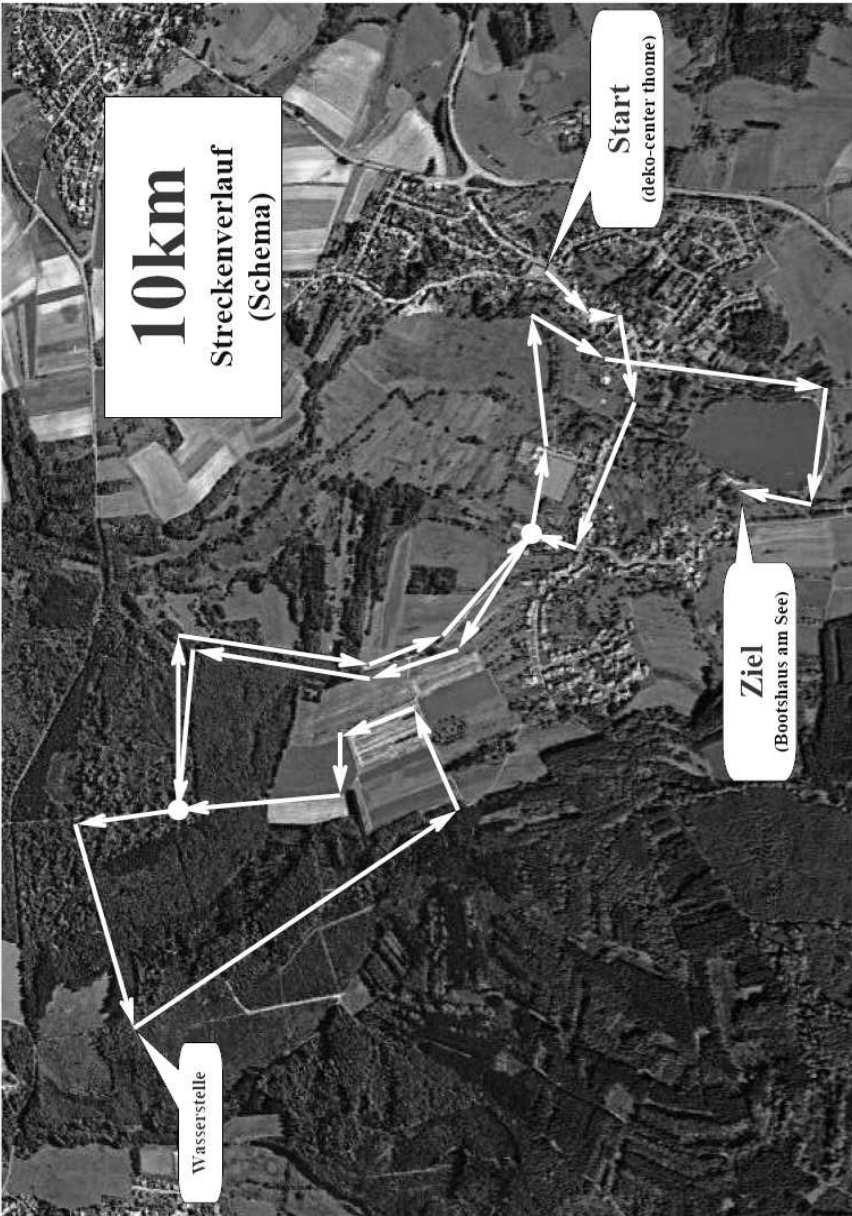 10km
Streckenverlauf
(Schema)
Start
(deko-center thome)
Ziel
(Bootshaus am See)
Wasserstelle